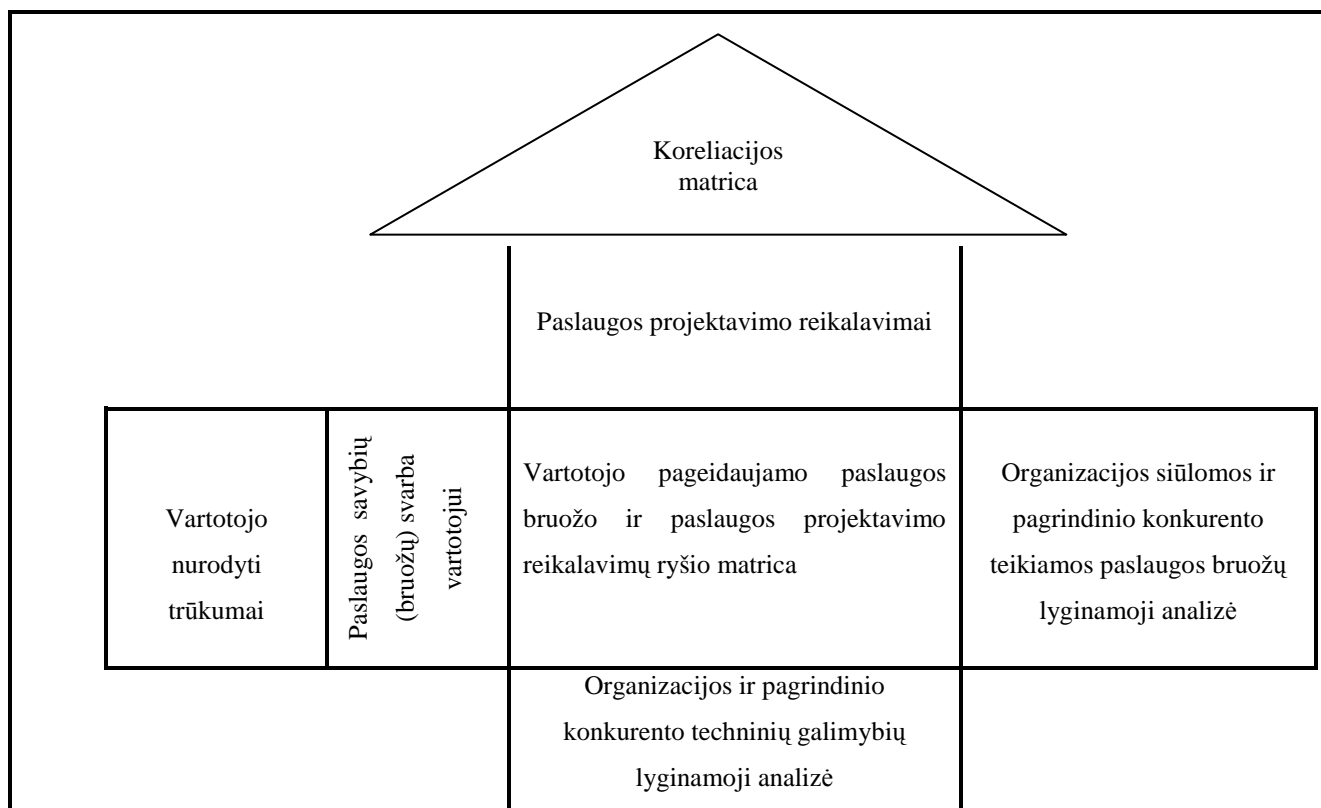 Koreliacijos
matrica
Paslaugos projektavimo reikalavimai
Vartotojo
nurodyti
trūkumai
Paslaugos savybių
(bruožų) svarba
vartotojui
Vartotojo pageidaujamo paslaugos
bruožo ir paslaugos projektavimo
reikalavimų ryšio matrica
Organizacijos siūlomos ir
pagrindinio konkurento
teikiamos paslaugos bruožų
lyginamoji analizė
Organizacijos ir pagrindinio
konkurento techninių galimybių
lyginamoji analizė